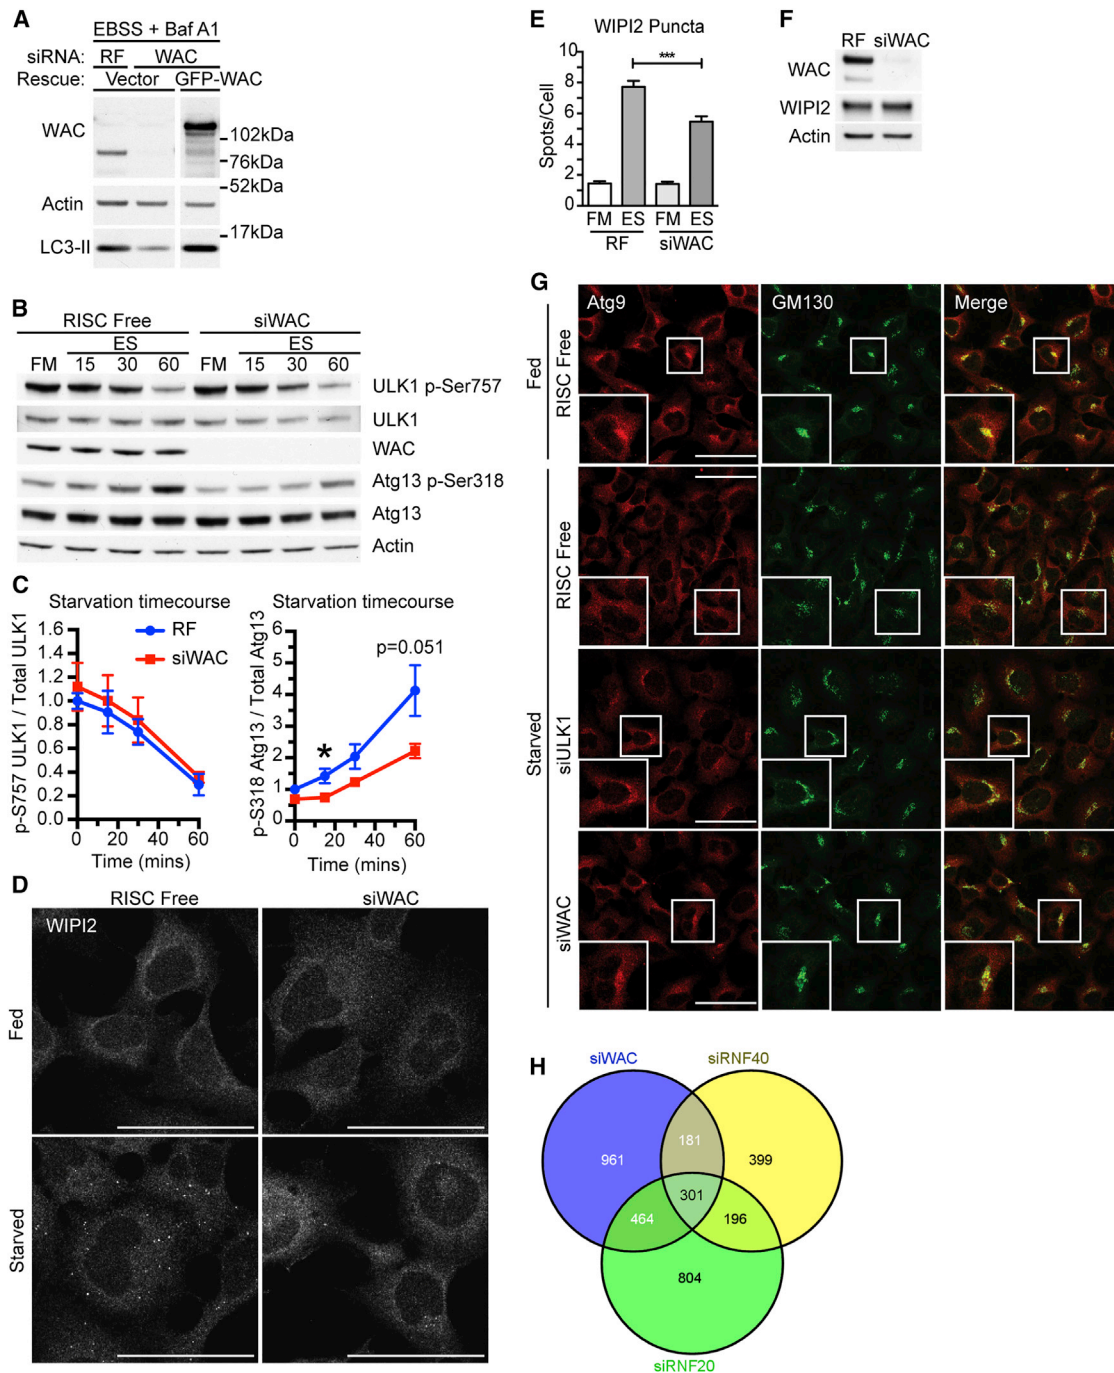 A
EBSS + Baf A1
siRNA: RF WAC
Rescue: Vector GFP-WAC
WAC
102kDa
76kDa
52kDa
Actin
17kDa
LC3-II
B
RISC Free siWAC
ES ES
FM 15 30 60 FM 15 30 60
ULK1 p-Ser757
ULK1
WAC
Atg13 p-Ser318
Atg13
Actin
C
Starvation timecourse
p-S757 ULK1 / Total ULK1
1.6
1.4
1.2
1.0
0.8
0.6
0.4
0.2
0.0
RF
siWAC
0 20 40 60
Time (mins)
Starvation timecourse
p-S318 Atg13 / Total Atg13
6
5
4
3
2
1
0
p=0.051
*
0 20 40 60
Time (mins)
D
RISC Free siWAC
WIPI2
Fed
Starved
E
WIPI2 Puncta
Spots/Cell
10
8
6
4
2
0
***
FM ES FM ES
RF siWAC
F
RF siWAC
WAC
WIPI2
Actin
G
Atg9 GM130 Merge
Fed
RISC Free
Starved
RISC Free
siULK1
siWAC
H
siWAC siRNF40
181
961 399
301
464 196
804
siRNF20